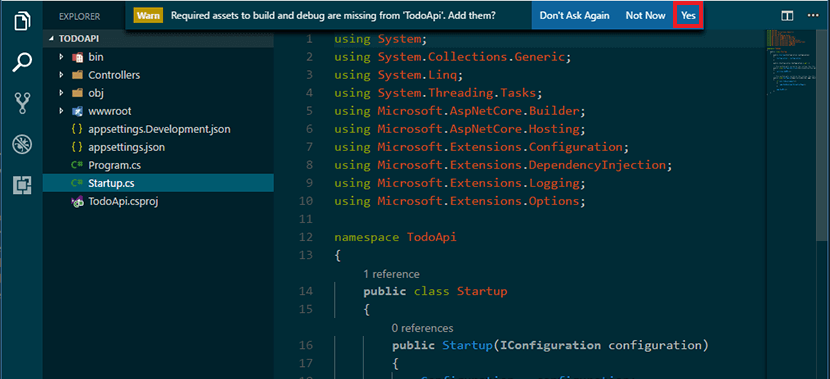 EXPLORER
Warn Required assets to build and debug are missing from 'TodoApi'. Add them? Don't Ask Again Not Now Yes
TODOAPI
bin
Controllers
obj
wwwroot
{ } appsettings.Development.json
{ } appsettings.json
C# Program.cs
C# Startup.cs
TodoApi.csproj
1 using System;
2 using System.Collections.Generic;
3 using System.Linq;
4 using System.Threading.Tasks;
5 using Microsoft.AspNetCore.Builder;
6 using Microsoft.AspNetCore.Hosting;
7 using Microsoft.Extensions.Configuration;
8 using Microsoft.Extensions.DependencyInjection;
9 using Microsoft.Extensions.Logging;
10 using Microsoft.Extensions.Options;
11
12 namespace TodoApi
13 {
1 reference
14 public class Startup
15 {
0 references
16 public Startup(IConfiguration configuration)
17 {